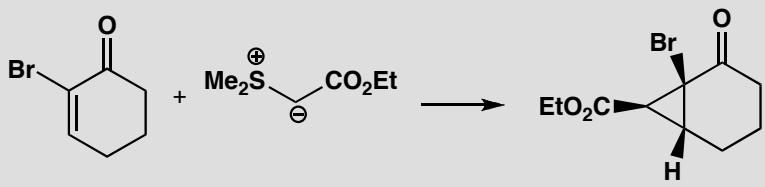 O
Br
+
⊕
Me₂S
CO₂Et
⊖
O
Br
EtO₂C
H